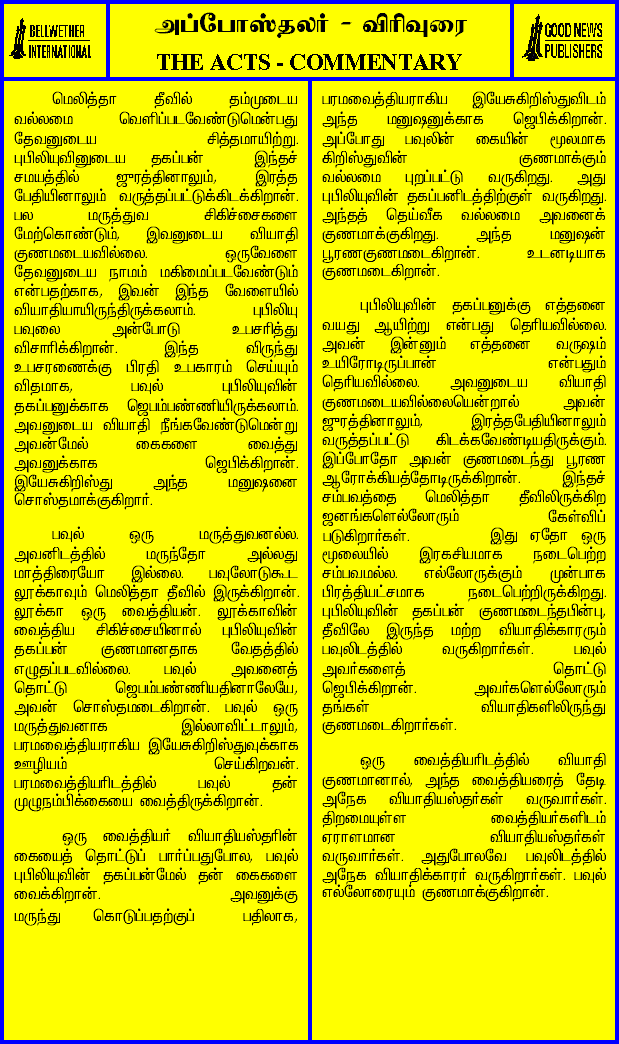 BELLWETHER
INTERNATIONAL
அப்போஸ்தலர் - விரிவுரை
THE ACTS - COMMENTARY
GOOD NEWS
PUBLISHERS
மெலித்தா தீவில் தம்முடைய
வல்லமை வெளிப்படவேண்டுமென்பது
தேவனுடைய சித்தமாயிற்று.
புபிலியுவினுடைய தகப்பன் இந்தச்
சமயத்தில் ஜுரத்தினாலும், இரத்த
பேதியினாலும் வருத்தப்பட்டுக்கிடக்கிறான்.
பல மருத்துவ சிகிச்சைகளை
மேற்கொண்டும், இவனுடைய வியாதி
குணமடையவில்லை. ஒருவேளை
தேவனுடைய நாமம் மகிமைப்படவேண்டும்
என்பதற்காக, இவன் இந்த வேளையில்
வியாதியாயிருந்திருக்கலாம். புபிலியு
பவுலை அன்போடு உபசரித்து
விசாரிக்கிறான். இந்த விருந்து
உபசரணைக்கு பிரதி உபகாரம் செய்யும்
விதமாக, பவுல் புபிலியுவின்
தகப்பனுக்காக ஜெபம்பண்ணியிருக்கலாம்.
அவனுடைய வியாதி நீங்கவேண்டுமென்று
அவன்மேல் கைகளை வைத்து
அவனுக்காக ஜெபிக்கிறான்.
இயேசுகிறிஸ்து அந்த மனுஷனை
சொஸ்தமாக்குகிறார்.
பவுல் ஒரு மருத்துவனல்ல.
அவனிடத்தில் மருந்தோ அல்லது
மாத்திரையோ இல்லை. பவுலோடுகூட
லூக்காவும் மெலித்தா தீவில் இருக்கிறான்.
லூக்கா ஒரு வைத்தியன். லூக்காவின்
வைத்திய சிகிச்சையினால் புபிலியுவின்
தகப்பன் குணமானதாக வேதத்தில்
எழுதப்படவில்லை. பவுல் அவனைத்
தொட்டு ஜெபம்பண்ணியதினாலேயே,
அவன் சொஸ்தமடைகிறான். பவுல் ஒரு
மருத்துவனாக இல்லாவிட்டாலும்,
பரமவைத்தியராகிய இயேசுகிறிஸ்துவுக்காக
ஊழியம் செய்கிறவன்.
பரமவைத்தியரிடத்தில் பவுல் தன்
முழுநம்பிக்கையை வைத்திருக்கிறான்.
ஒரு வைத்தியர் வியாதியஸ்தரின்
கையைத் தொட்டுப் பார்ப்பதுபோல, பவுல்
புபிலியுவின் தகப்பன்மேல் தன் கைகளை
வைக்கிறான். அவனுக்கு
மருந்து கொடுப்பதற்குப் பதிலாக,
பரமவைத்தியராகிய இயேசுகிறிஸ்துவிடம்
அந்த மனுஷனுக்காக ஜெபிக்கிறான்.
அப்போது பவுலின் கையின் மூலமாக
கிறிஸ்துவின் குணமாக்கும்
வல்லமை புறப்பட்டு வருகிறது. அது
புபிலியுவின் தகப்பனிடத்திற்குள் வருகிறது.
அந்தத் தெய்வீக வல்லமை அவனைக்
குணமாக்குகிறது. அந்த மனுஷன்
பூரணகுணமடைகிறான். உடனடியாக
குணமடைகிறான்.
புபிலியுவின் தகப்பனுக்கு எத்தனை
வயது ஆயிற்று என்பது தெரியவில்லை.
அவன் இன்னும் எத்தனை வருஷம்
உயிரோடிருப்பான் என்பதும்
தெரியவில்லை. அவனுடைய வியாதி
குணமடையவில்லையென்றால் அவன்
ஜுரத்தினாலும், இரத்தபேதியினாலும்
வருத்தப்பட்டு கிடக்கவேண்டியதிருக்கும்.
இப்போதோ அவன் குணமடைந்து பூரண
ஆரோக்கியத்தோடிருக்கிறான். இந்தச்
சம்பவத்தை மெலித்தா தீவிலிருக்கிற
ஜனங்களெல்லோரும் கேள்விப்
படுகிறார்கள். இது ஏதோ ஒரு
மூலையில் இரகசியமாக நடைபெற்ற
சம்பவமல்ல. எல்லோருக்கும் முன்பாக
பிரத்தியட்சமாக நடைபெற்றிருக்கிறது.
புபிலியுவின் தகப்பன் குணமடைந்தபின்பு,
தீவிலே இருந்த மற்ற வியாதிக்காரரும்
பவுலிடத்தில் வருகிறார்கள். பவுல்
அவர்களைத் தொட்டு
ஜெபிக்கிறான். அவர்களெல்லோரும்
தங்கள் வியாதிகளிலிருந்து
குணமடைகிறார்கள்.
ஒரு வைத்தியரிடத்தில் வியாதி
குணமானால், அந்த வைத்தியரைத் தேடி
அநேக வியாதியஸ்தர்கள் வருவார்கள்.
திறமையுள்ள வைத்தியர்களிடம்
ஏராளமான வியாதியஸ்தர்கள்
வருவார்கள். அதுபோலவே பவுலிடத்தில்
அநேக வியாதிக்காரர் வருகிறார்கள். பவுல்
எல்லோரையும் குணமாக்குகிறான்.